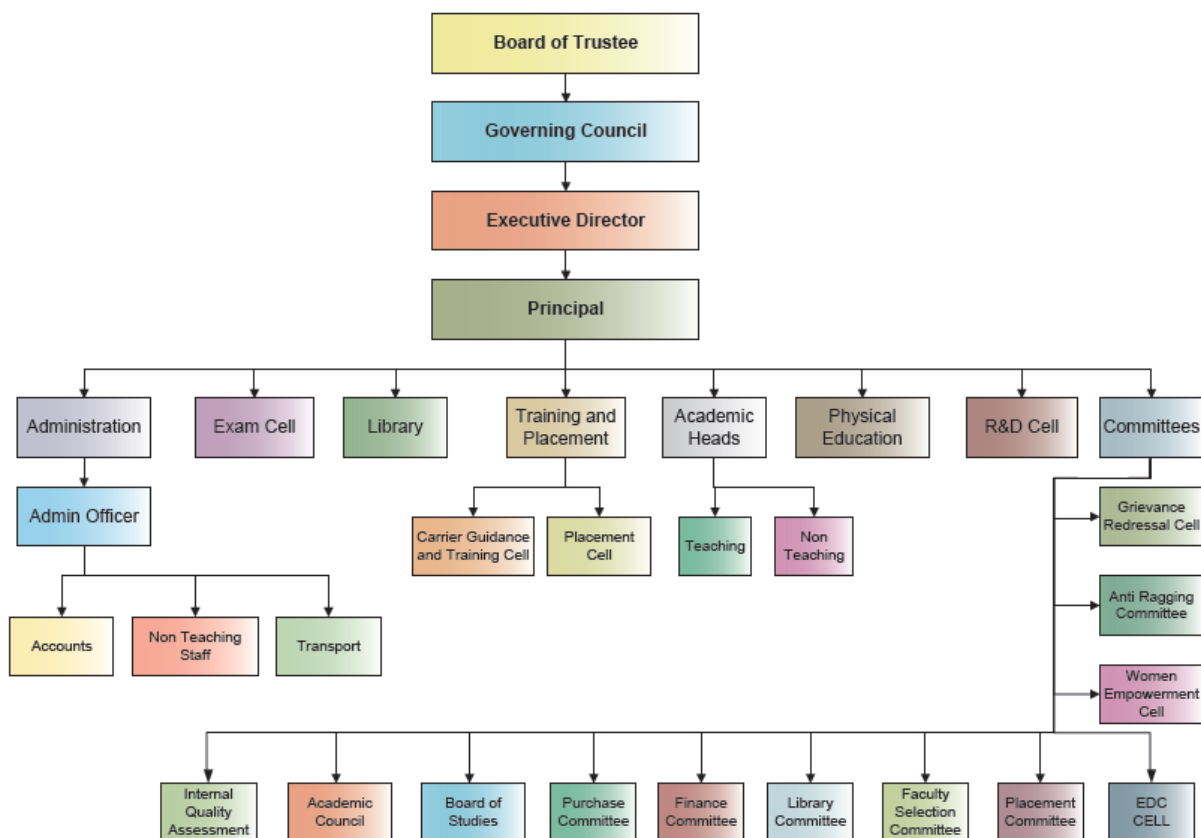 Board of Trustee
Governing Council
Executive Director
Principal
Administration
Exam Cell
Library
Training and
Placement
Academic
Heads
Physical
Education
R&D Cell
Committees
Admin Officer
Carrier Guidance
and Training Cell
Placement
Cell
Teaching
Non
Teaching
Grievance
Redressal Cell
Anti Ragging
Committee
Women
Empowerment
Cell
Accounts
Non Teaching
Staff
Transport
Internal
Quality
Assessment
Academic
Council
Board of
Studies
Purchase
Committee
Finance
Committee
Library
Committee
Faculty
Selection
Committee
Placement
Committee
EDC
CELL